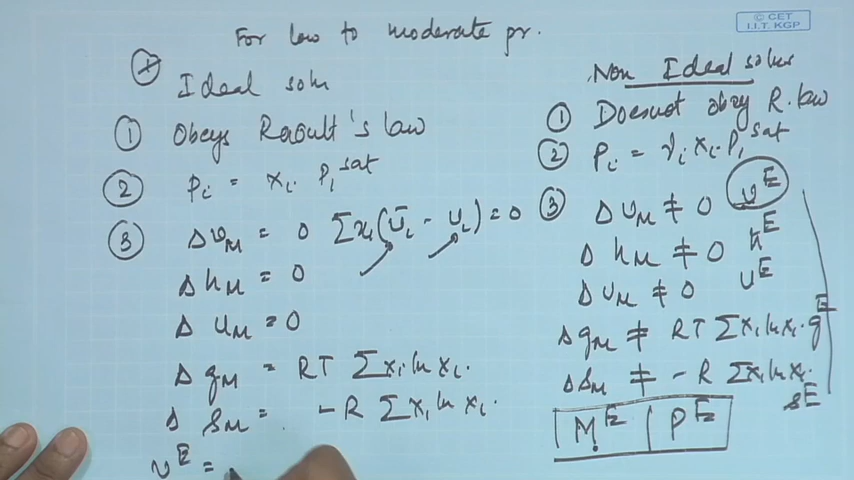 © CET
I.I.T. KGP
For low to moderate pr.
Ideal soln
① Obeys Raoult's law
② pᵢ = xᵢ Pᵢˢᵃᵗ
③ Δvₘ = 0 Σxᵢ(v̄ᵢ - vᵢ) = 0
Δhₘ = 0
Δuₘ = 0
Δgₘ = RT Σxᵢ ln xᵢ.
Δsₘ = - R Σxᵢ ln xᵢ.
vᴱ =
Non Ideal solns
① Doesnot obey R. law
② pᵢ = γᵢ xᵢ Pᵢˢᵃᵗ
③ Δvₘ ≠ 0 vᴱ
Δhₘ ≠ 0 hᴱ
Δuₘ ≠ 0 uᴱ
Δgₘ ≠ RT Σxᵢ ln xᵢ. gᴱ
Δsₘ ≠ - R Σxᵢ ln xᵢ.
sᴱ
Mᴱ | Pᴱ